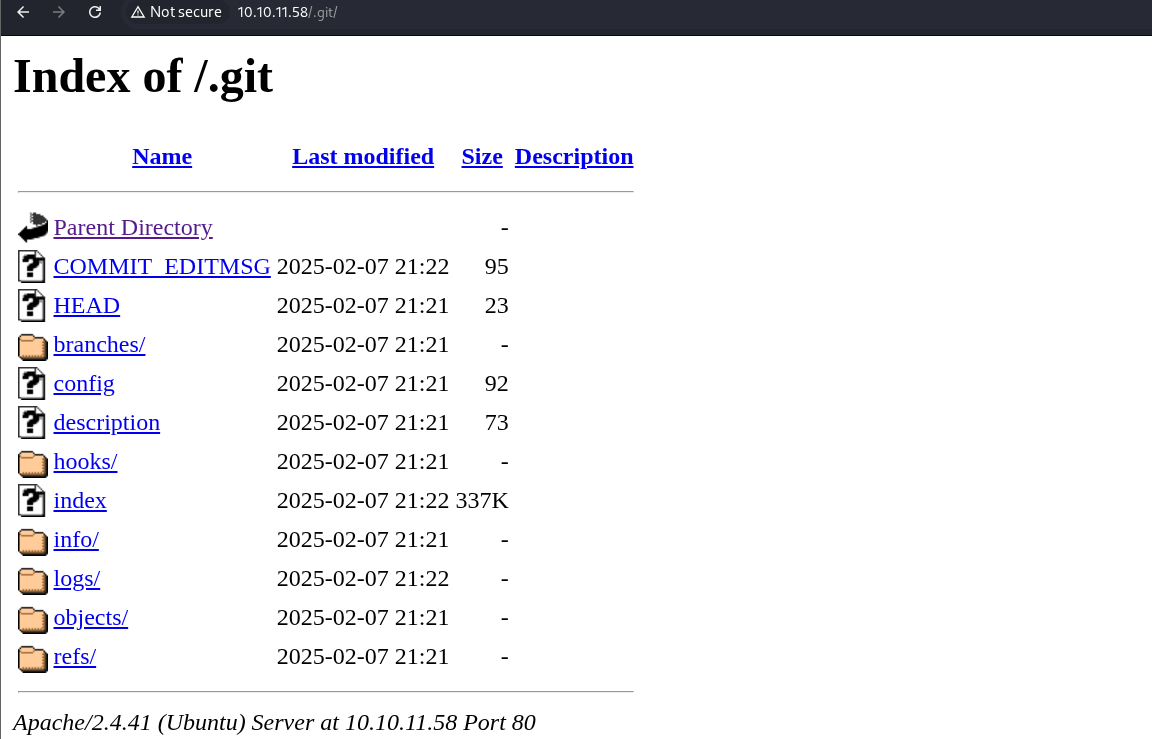 Not secure 10.10.11.58/.git/
Index of /.git
Name Last modified Size Description
Parent Directory -
COMMIT_EDITMSG 2025-02-07 21:22 95
HEAD 2025-02-07 21:21 23
branches/ 2025-02-07 21:21 -
config 2025-02-07 21:21 92
description 2025-02-07 21:21 73
hooks/ 2025-02-07 21:21 -
index 2025-02-07 21:22 337K
info/ 2025-02-07 21:21 -
logs/ 2025-02-07 21:22 -
objects/ 2025-02-07 21:21 -
refs/ 2025-02-07 21:21 -
Apache/2.4.41 (Ubuntu) Server at 10.10.11.58 Port 80